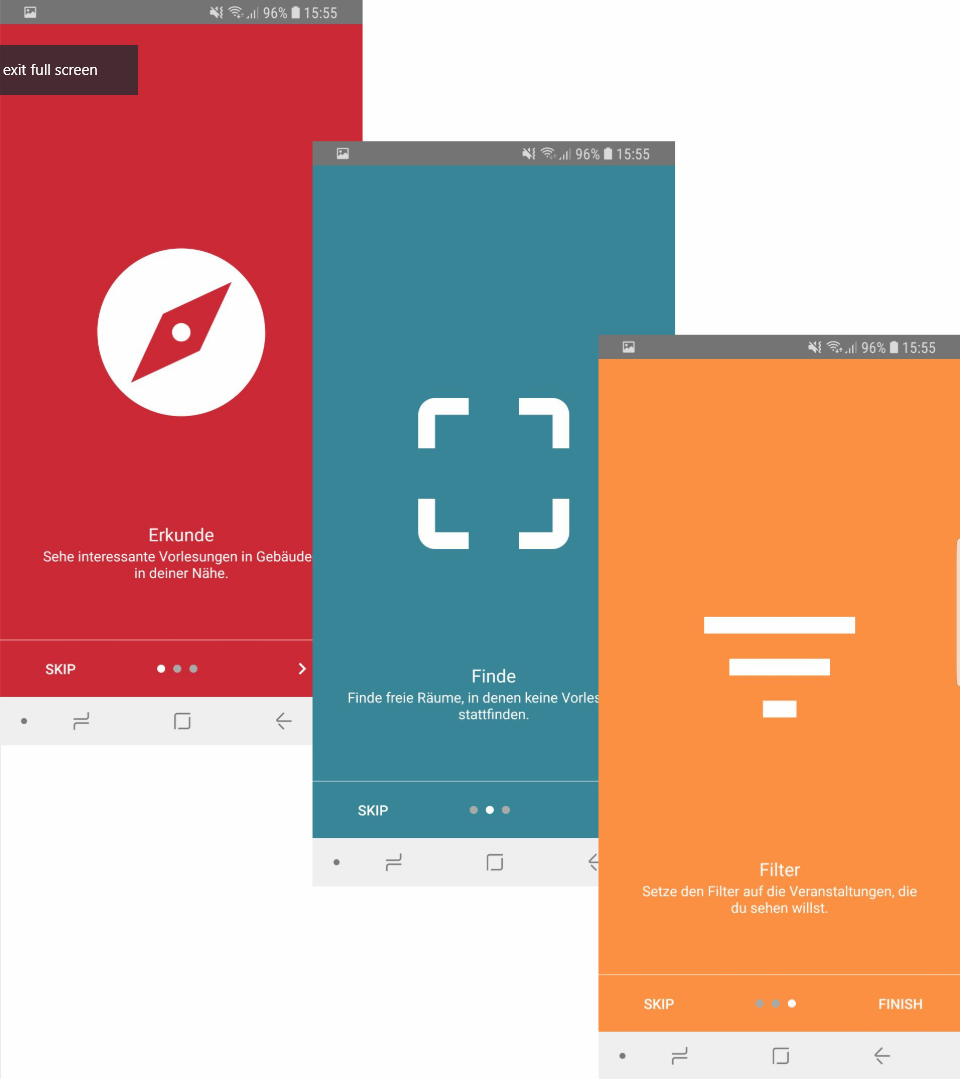 96% 15:55
exit full screen
Erkunde
Sehe interessante Vorlesungen in Gebäude
in deiner Nähe.
SKIP
96% 15:55
Finde
Finde freie Räume, in denen keine Vorles
stattfinden.
SKIP
96% 15:55
Filter
Setze den Filter auf die Veranstaltungen, die
du sehen willst.
SKIP FINISH